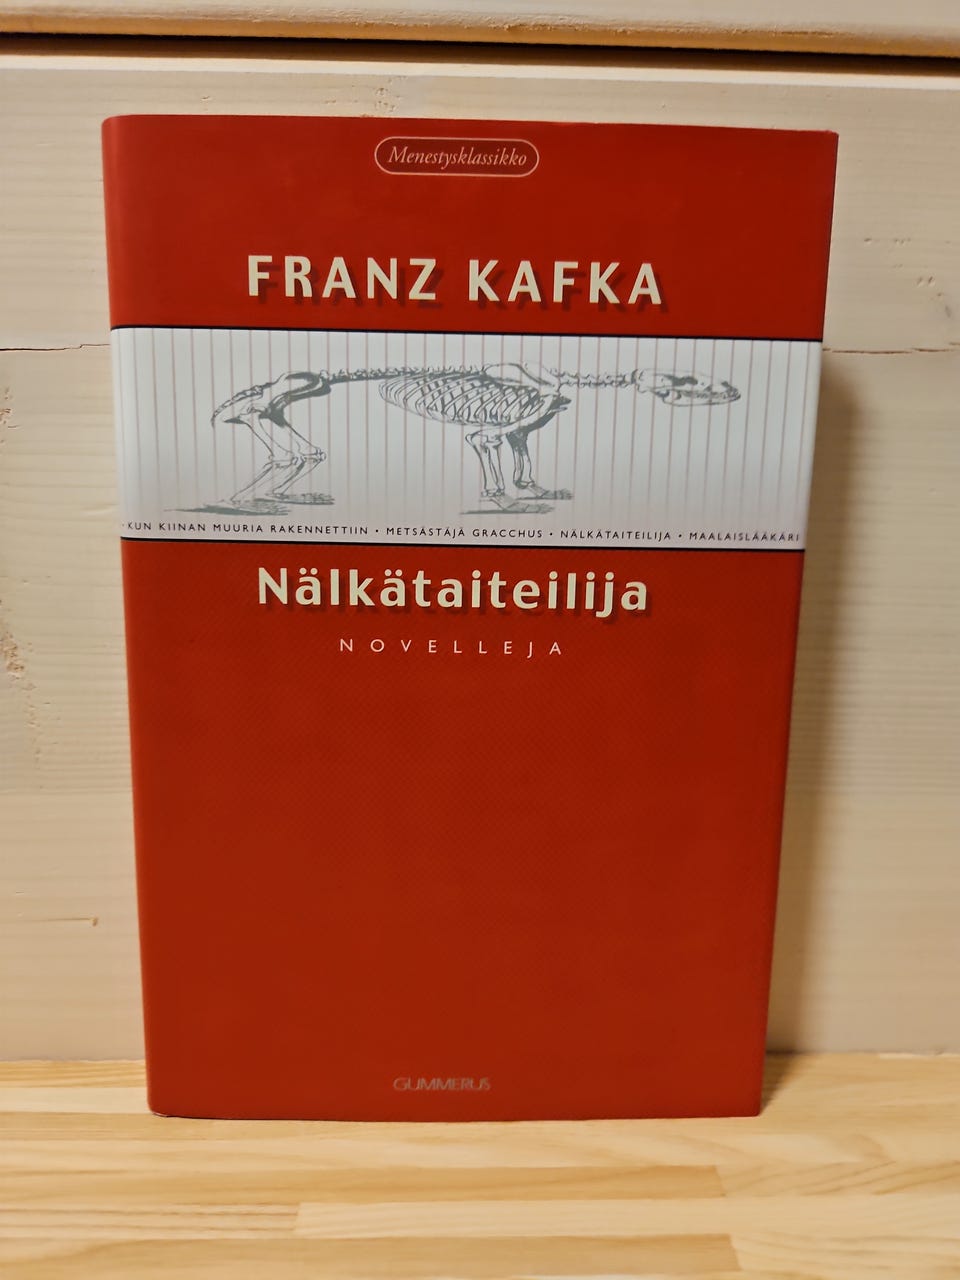 Menestysklassikko
FRANZ KAFKA
• KUN KIINAN MUURIA RAKENNETTIIN • METSÄSTÄJÄ GRACCHUS • NÄLKÄTAITEILIJA • MAALAISLÄÄKÄRI
Nälkätaiteilija
NOVELLEJA
GUMMERUS